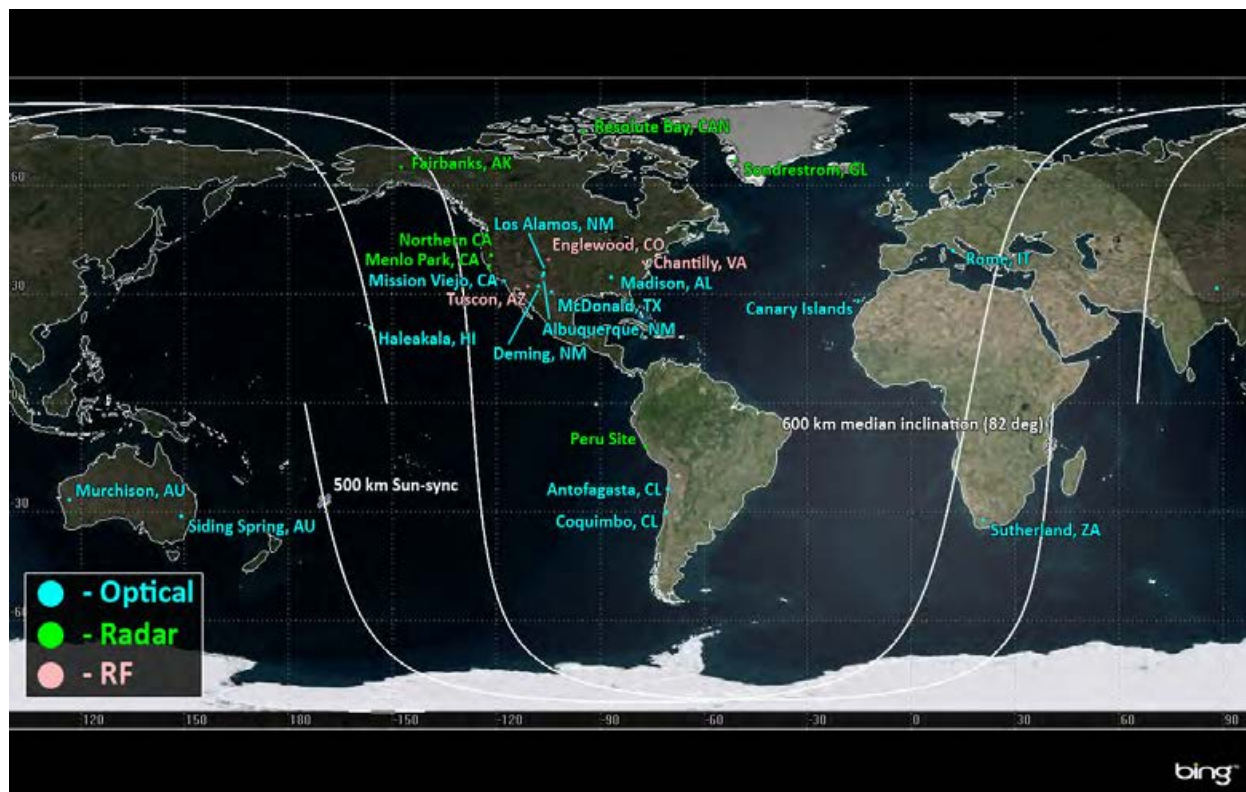 Resolute Bay, CAN
Fairbanks, AK
Sondrestrom, GL
60
Los Alamos, NM
Northern CA
Englewood, CO
Menlo Park, CA
Chantilly, VA
Rome, IT
Mission Viejo, CA
Madison, AL
30
Tuscon, AZ
McDonald, TX
Canary Islands
Albuquerque, NM
Haleakala, HI
Deming, NM
600 km median inclination (82 deg)
Peru Site
500 km Sun-sync
Murchison, AU
Antofagasta, CL
-30
Siding Spring, AU
Coquimbo, CL
Sutherland, ZA
- Optical
- Radar
- RF
-60
120 150 180 -150 -120 -90 -60 -30 0 30 60 90
bing